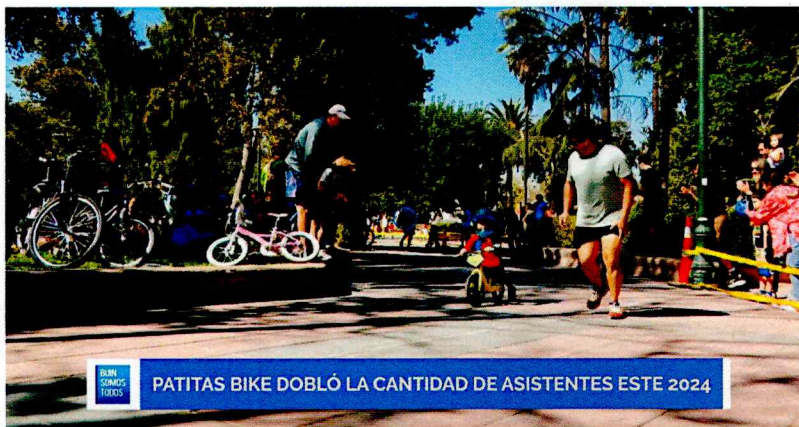 BUIN
SOMOS
TODOS
PATITAS BIKE DOBLÓ LA CANTIDAD DE ASISTENTES ESTE 2024